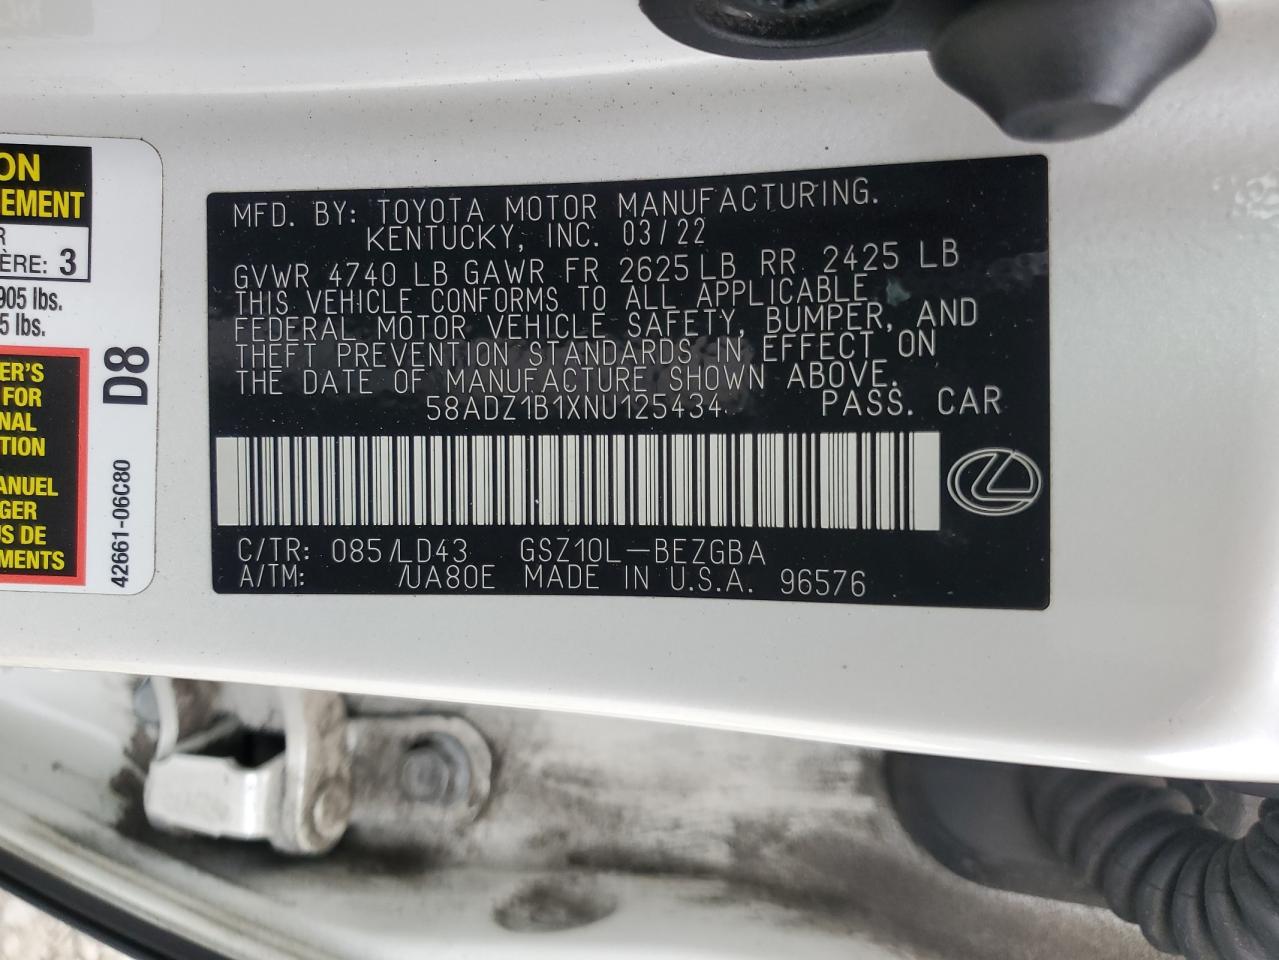 ON
EMENT
R
ÈRE: 3
905 lbs.
5 lbs.
ER'S
FOR
NAL
TION
ANUEL
GER
S DE
MENTS
D8
42661-06C80
MFD. BY: TOYOTA MOTOR MANUFACTURING.
KENTUCKY, INC. 03/22
GVWR 4740 LB GAWR FR 2625 LB RR 2425 LB
THIS VEHICLE CONFORMS TO ALL APPLICABLE
FEDERAL MOTOR VEHICLE SAFETY, BUMPER, AND
THEFT PREVENTION STANDARDS IN EFFECT ON
THE DATE OF MANUFACTURE SHOWN ABOVE.
58ADZ1B1XNU125434 PASS. CAR
C/TR: 085/LD43 GSZ10L-BEZGBA
A/TM: /UA80E MADE IN U.S.A. 96576